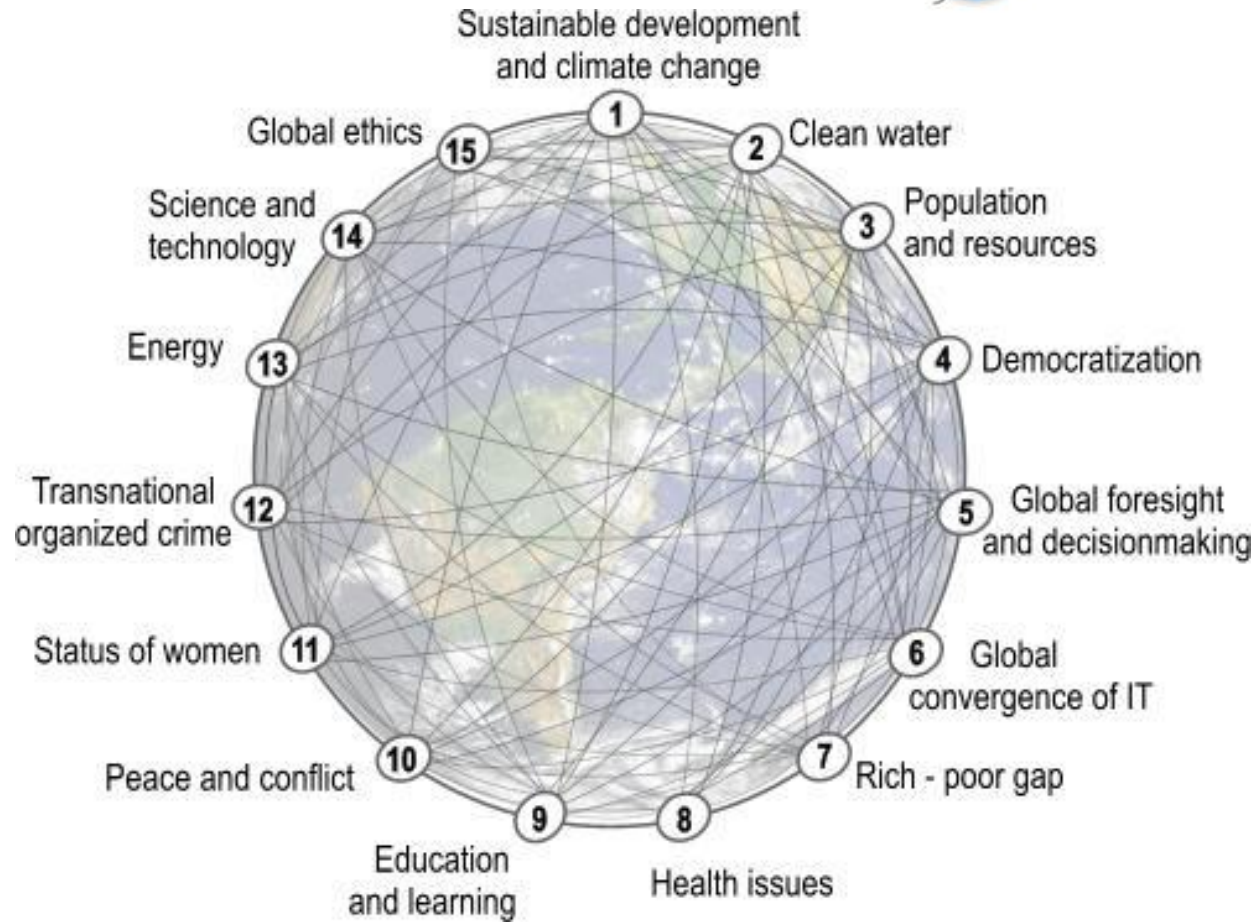 Sustainable development
and climate change
1
2
Clean water
3
Population
and resources
4
Democratization
5
Global foresight
and decisionmaking
6
Global
convergence of IT
7
Rich - poor gap
8
Health issues
9
Education
and learning
10
Peace and conflict
11
Status of women
12
Transnational
organized crime
13
Energy
14
Science and
technology
15
Global ethics